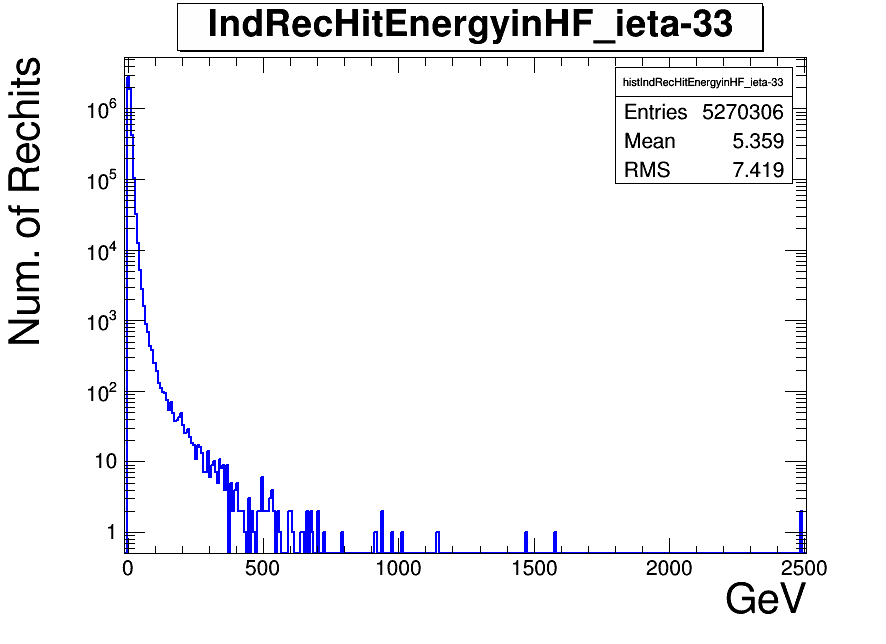 IndRecHitEnergyinHF_ieta-33
histIndRecHitEnergyinHF_ieta-33
Entries 5270306
Mean 5.359
RMS 7.419
Num. of Rechits
10^6
10^5
10^4
10^3
10^2
10
1
0 500 1000 1500 2000 2500
GeV